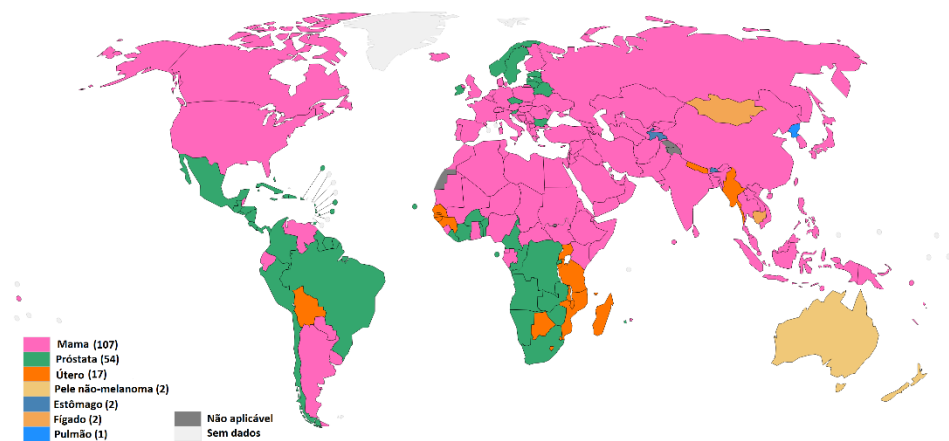 Mama (107)
Próstata (54)
Útero (17)
Pele não-melanoma (2)
Estômago (2)
Fígado (2)
Pulmão (1)
Não aplicável
Sem dados